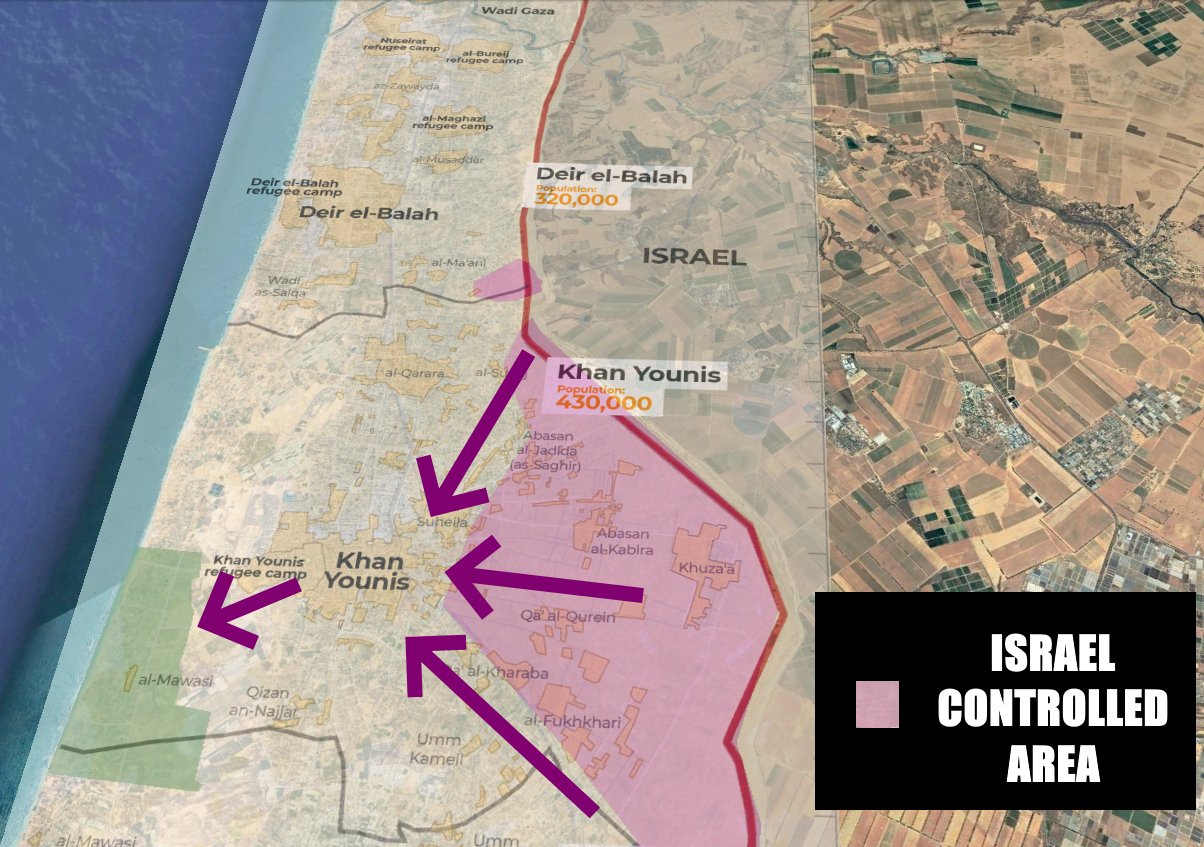 Wadi Gaza
Nuseirat
refugee camp
al-Bureij
refugee camp
az-Zawayda
al-Maghazi
refugee camp
al-Musaddar
Deir el-Balah
refugee camp
Deir el-Balah
Deir el-Balah
Population:
320,000
ISRAEL
al-Ma'ani
Wadi
as-Salqa
al-Qarara
Khan Younis
Population:
430,000
Abasan
al-Jadida
(as-Saghir)
Suheila
Abasan
al-Kabira
Khuza'a
Khan Younis
refugee camp
Khan
Younis
Qa' al-Qurein
al-Kharaba
al-Mawasi
Qizan
an-Najjar
al-Fukhkhari
Umm
Kameil
Umm
al-Mawasi
ISRAEL
CONTROLLED
AREA